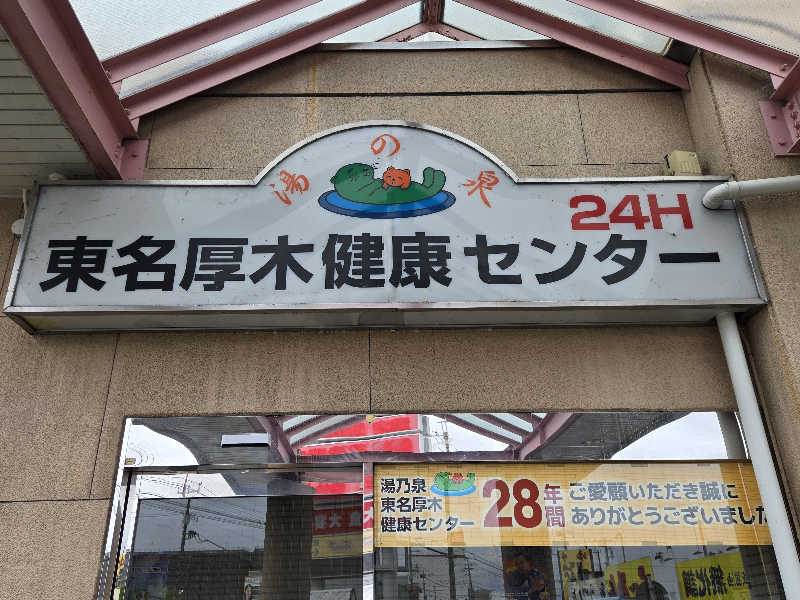 湯の泉
24H
東名厚木健康センター
湯乃泉
東名厚木
健康センター
28年間
ご愛顧いただき誠に
ありがとうございました